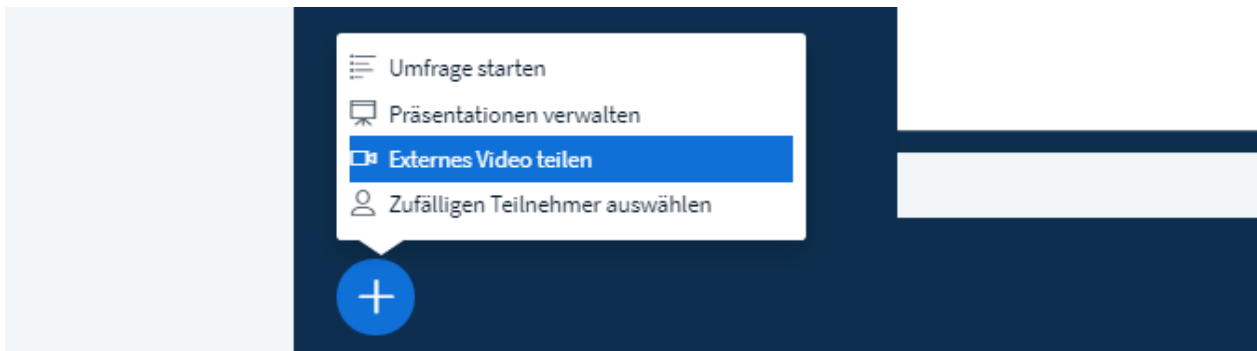 Umfrage starten
Präsentationen verwalten
Externes Video teilen
Zufälligen Teilnehmer auswählen